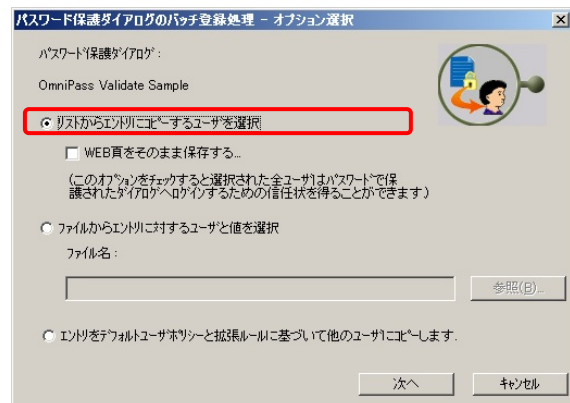 パスワード保護ダイアログのバッチ登録処理 - オプション選択
パスワード保護ダイアログ:
OmniPass Validate Sample
リストからエントリにコピーするユーザを選択
WEB頁をそのまま保存する...
(このオプションをチェックすると選択された全ユーザはパスワードで保
護されたダイアログへログインするための信任状を得ることができます)
ファイルからエントリに対するユーザと値を選択
ファイル名:
参照(B)...
エントリをデフォルトユーザポリシーと拡張ルールに基づいて他のユーザにコピーします.
次へ
キャンセル